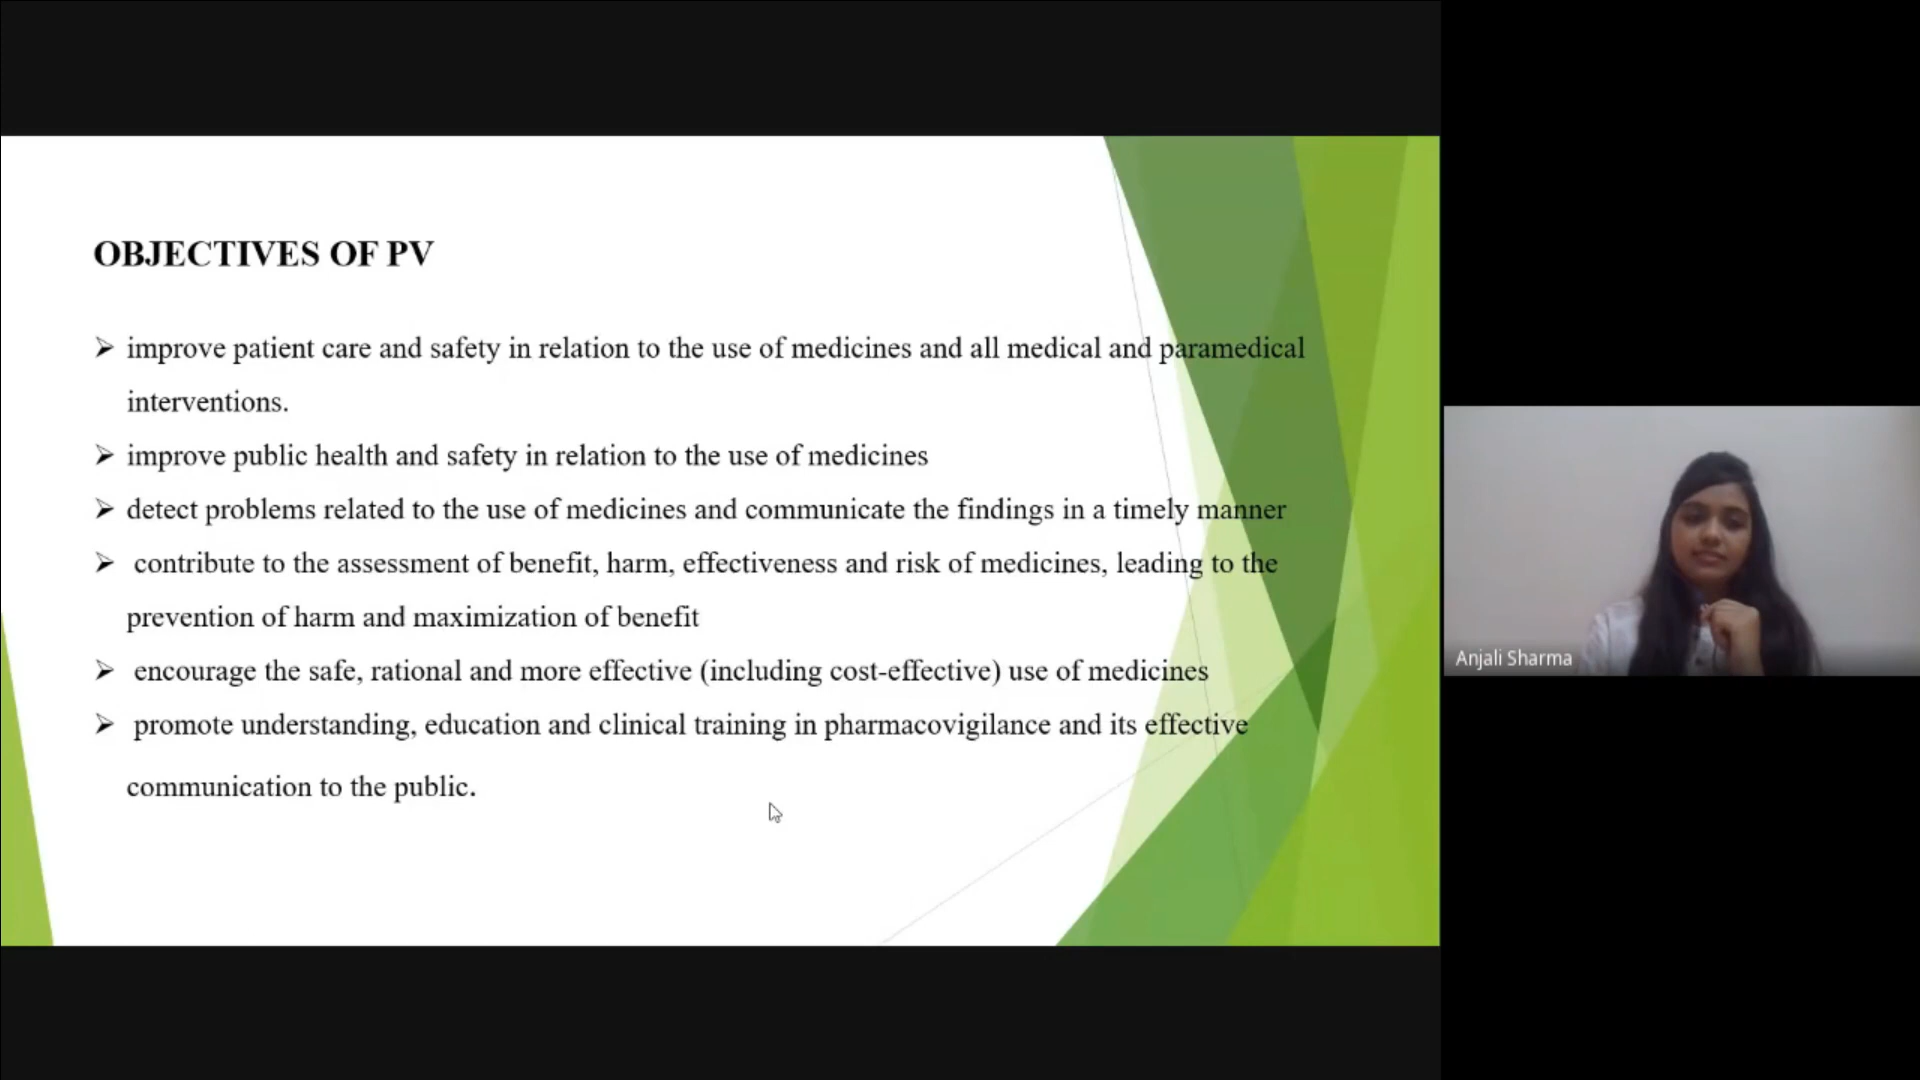 OBJECTIVES OF PV
➢ improve patient care and safety in relation to the use of medicines and all medical and paramedical
interventions.
➢ improve public health and safety in relation to the use of medicines
➢ detect problems related to the use of medicines and communicate the findings in a timely manner
➢ contribute to the assessment of benefit, harm, effectiveness and risk of medicines, leading to the
prevention of harm and maximization of benefit
➢ encourage the safe, rational and more effective (including cost-effective) use of medicines
➢ promote understanding, education and clinical training in pharmacovigilance and its effective
communication to the public.
Anjali Sharma